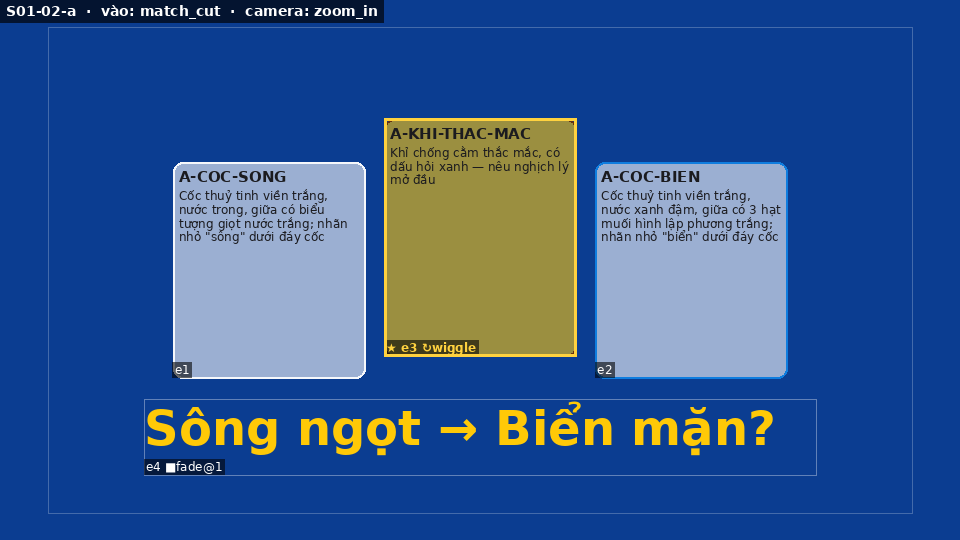 S01-02-a · vào: match_cut · camera: zoom_in
A-KHI-THAC-MAC
Khỉ chống cằm thắc mắc, có
dấu hỏi xanh — nêu nghịch lý
mở đầu
★ e3 ↻wiggle
A-COC-SONG
Cốc thuỷ tinh viền trắng,
nước trong, giữa có biểu
tượng giọt nước trắng; nhãn
nhỏ "sông" dưới đáy cốc
e1
A-COC-BIEN
Cốc thuỷ tinh viền trắng,
nước xanh đậm, giữa có 3 hạt
muối hình lập phương trắng;
nhãn nhỏ "biển" dưới đáy cốc
e2
Sông ngọt → Biển mặn?
e4 ■fade@1